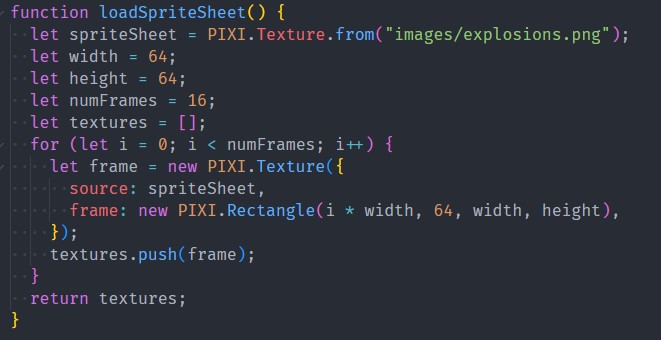 function loadSpriteSheet() {
  let spriteSheet = PIXI.Texture.from("images/explosions.png");
  let width = 64;
  let height = 64;
  let numFrames = 16;
  let textures = [];
  for (let i = 0; i < numFrames; i++) {
    let frame = new PIXI.Texture({
      source: spriteSheet,
      frame: new PIXI.Rectangle(i * width, 64, width, height),
    });
    textures.push(frame);
  }
  return textures;
}